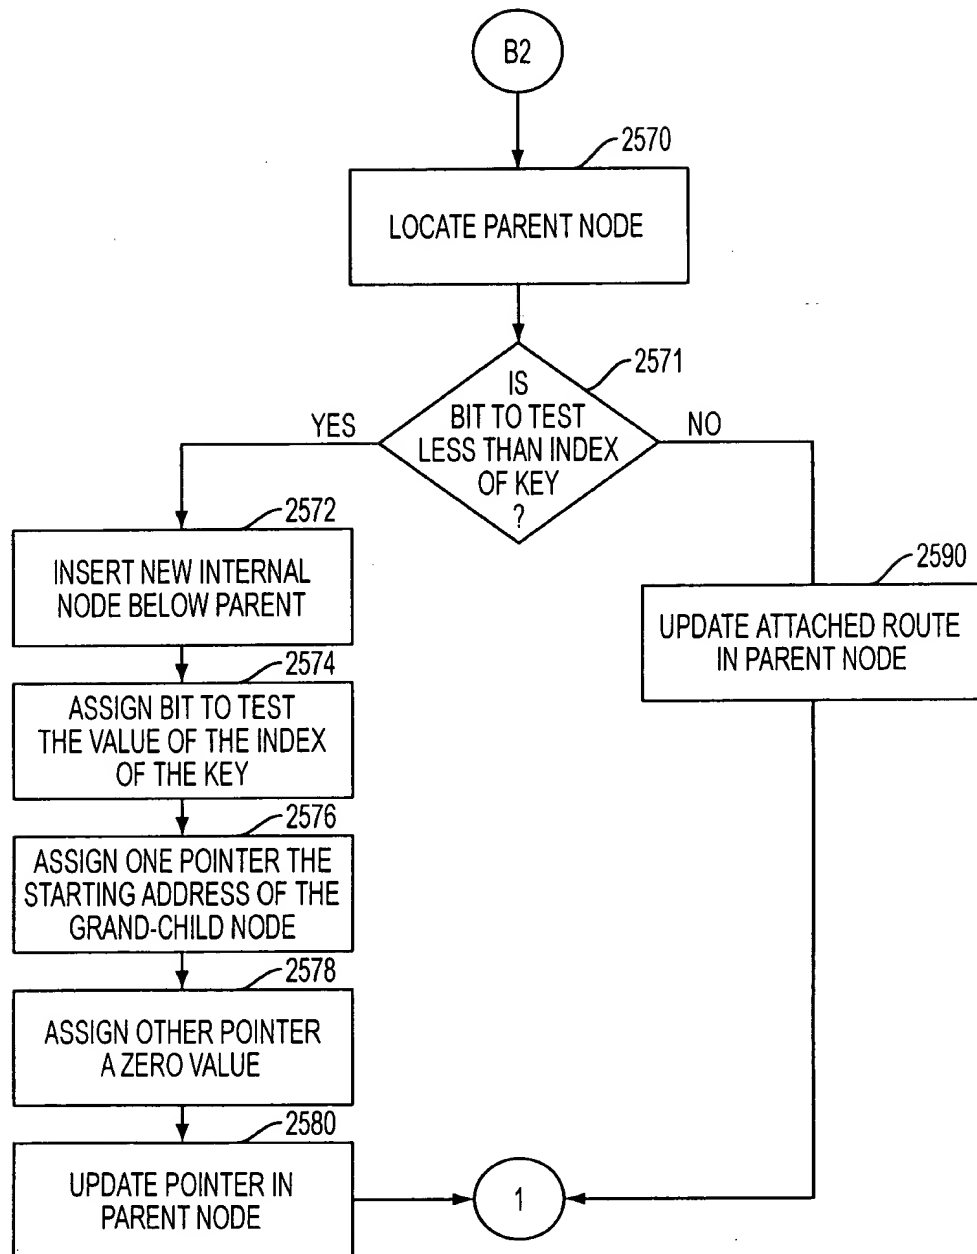 B2
2570
LOCATE PARENT NODE
2571
IS
BIT TO TEST
LESS THAN INDEX
OF KEY
?
YES
NO
2572
INSERT NEW INTERNAL
NODE BELOW PARENT
2590
UPDATE ATTACHED ROUTE
IN PARENT NODE
2574
ASSIGN BIT TO TEST
THE VALUE OF THE INDEX
OF THE KEY
2576
ASSIGN ONE POINTER THE
STARTING ADDRESS OF THE
GRAND-CHILD NODE
2578
ASSIGN OTHER POINTER
A ZERO VALUE
2580
UPDATE POINTER IN
PARENT NODE
1